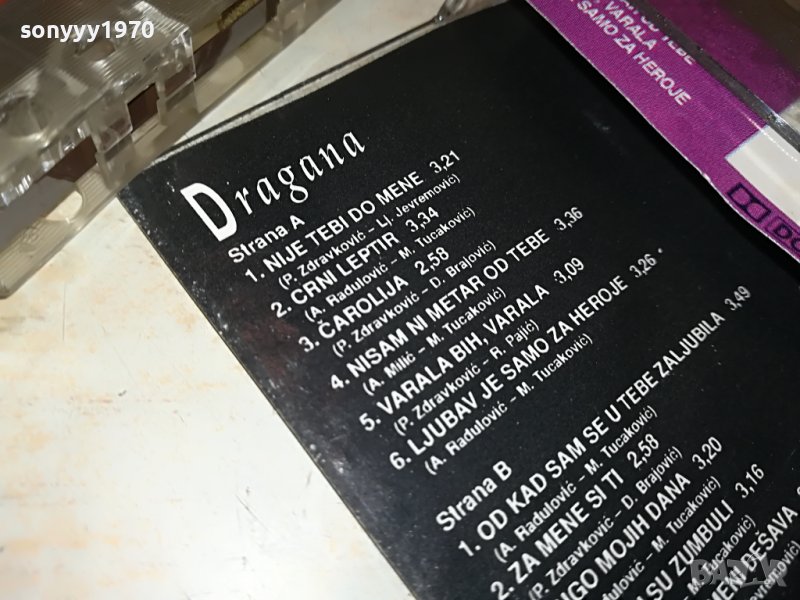 sonyyy1970
TEBE
VARALA
SAMO ZA HEROJE
Dragana
Strana A
1. NIJE TEBI DO MENE 3,21
(P. Zdravković – Lj. Jevremović)
2. CRNI LEPTIR 3,34
(A. Radulović – M. Tucaković)
3. ČAROLIJA 2,58
(P. Zdravković – D. Brajović)
4. NISAM NI METAR OD TEBE 3,36
(A. Milić – M. Tucaković)
5. VARALA BIH, VARALA 3,09
(P. Zdravković – R. Pajić)
6. LJUBAV JE SAMO ZA HEROJE 3,26
(A. Radulović – M. Tucaković)
Strana B
1. OD KAD SAM SE U TEBE ZALJUBILA 3,49
(A. Radulović – M. Tucaković)
2. ZA MENE SI TI 2,58
(P. Zdravković – D. Brajović)
MOJIH DANA 3,20
M. Tucaković)
SU ZUMBULI 3,16
M. Tucaković)
DEŠAVA